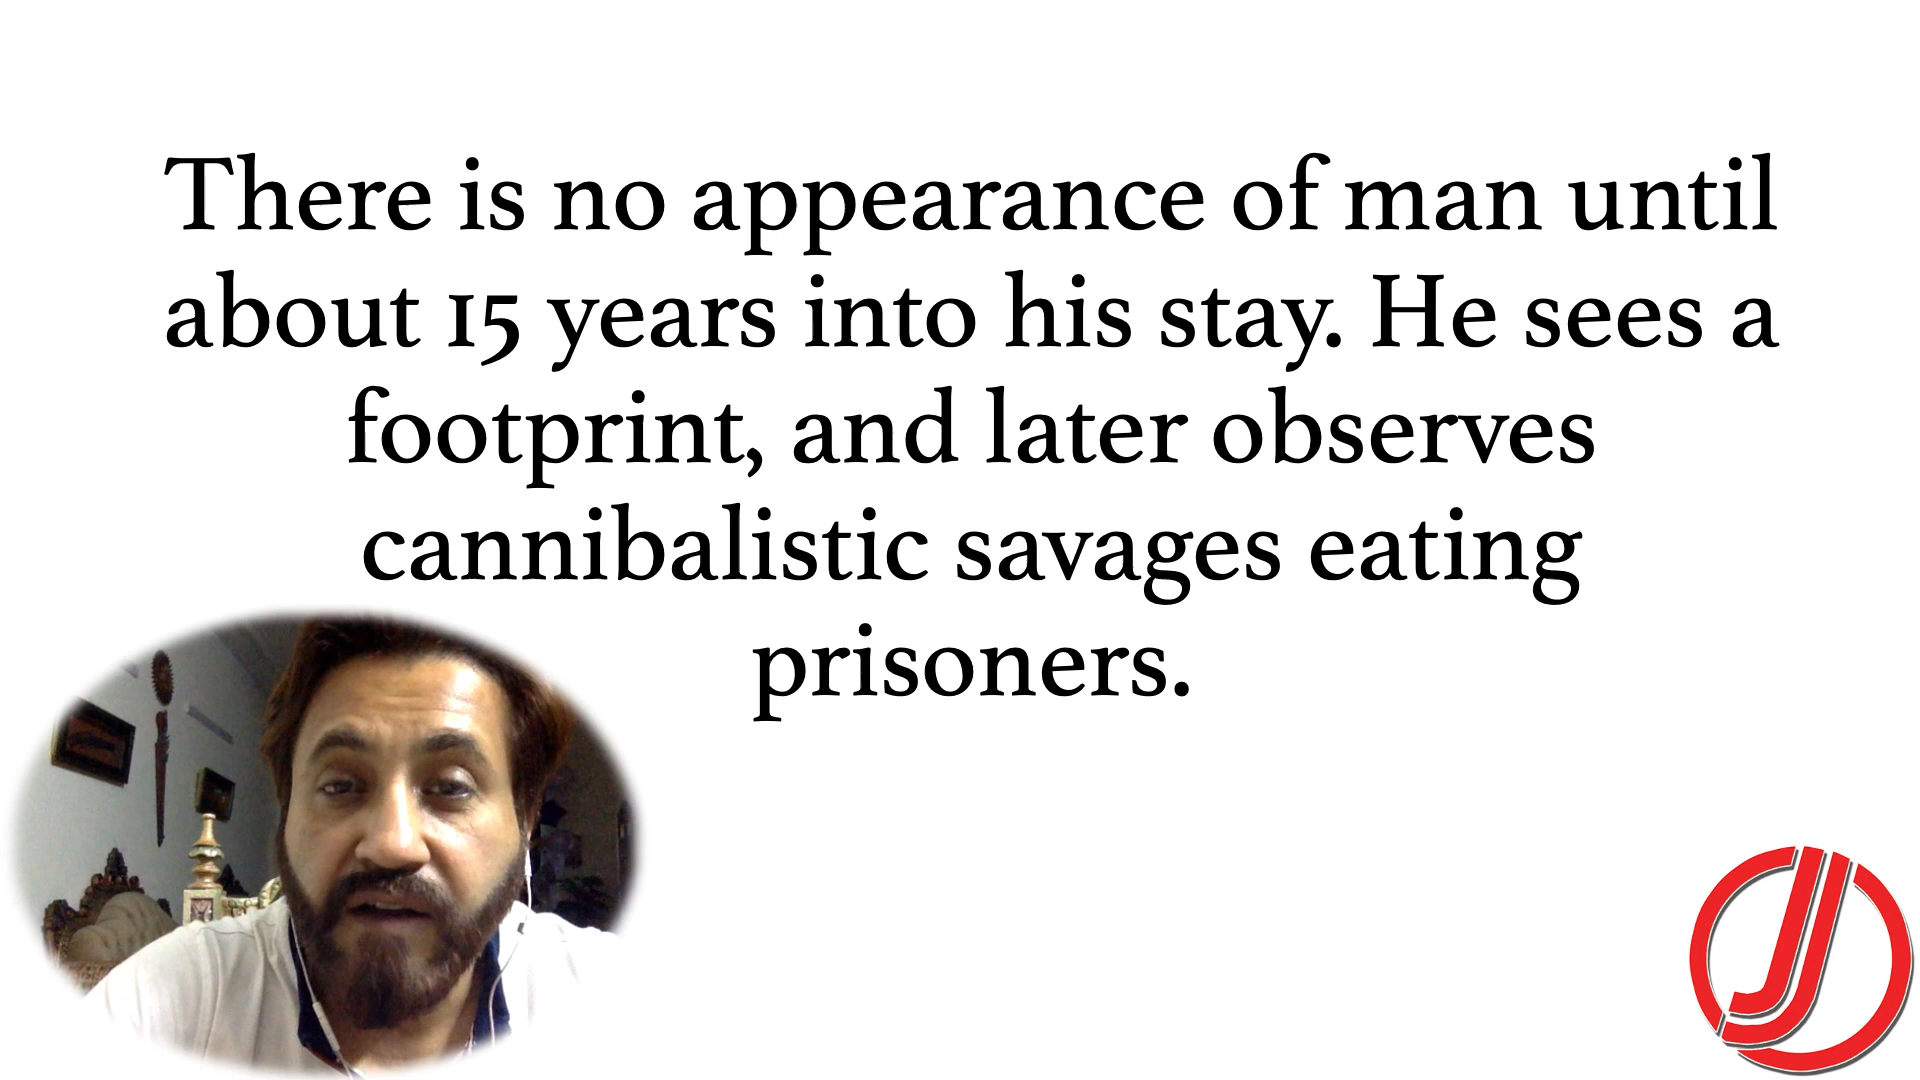 There is no appearance of man until
about 15 years into his stay. He sees a
footprint, and later observes
cannibalistic savages eating
prisoners.